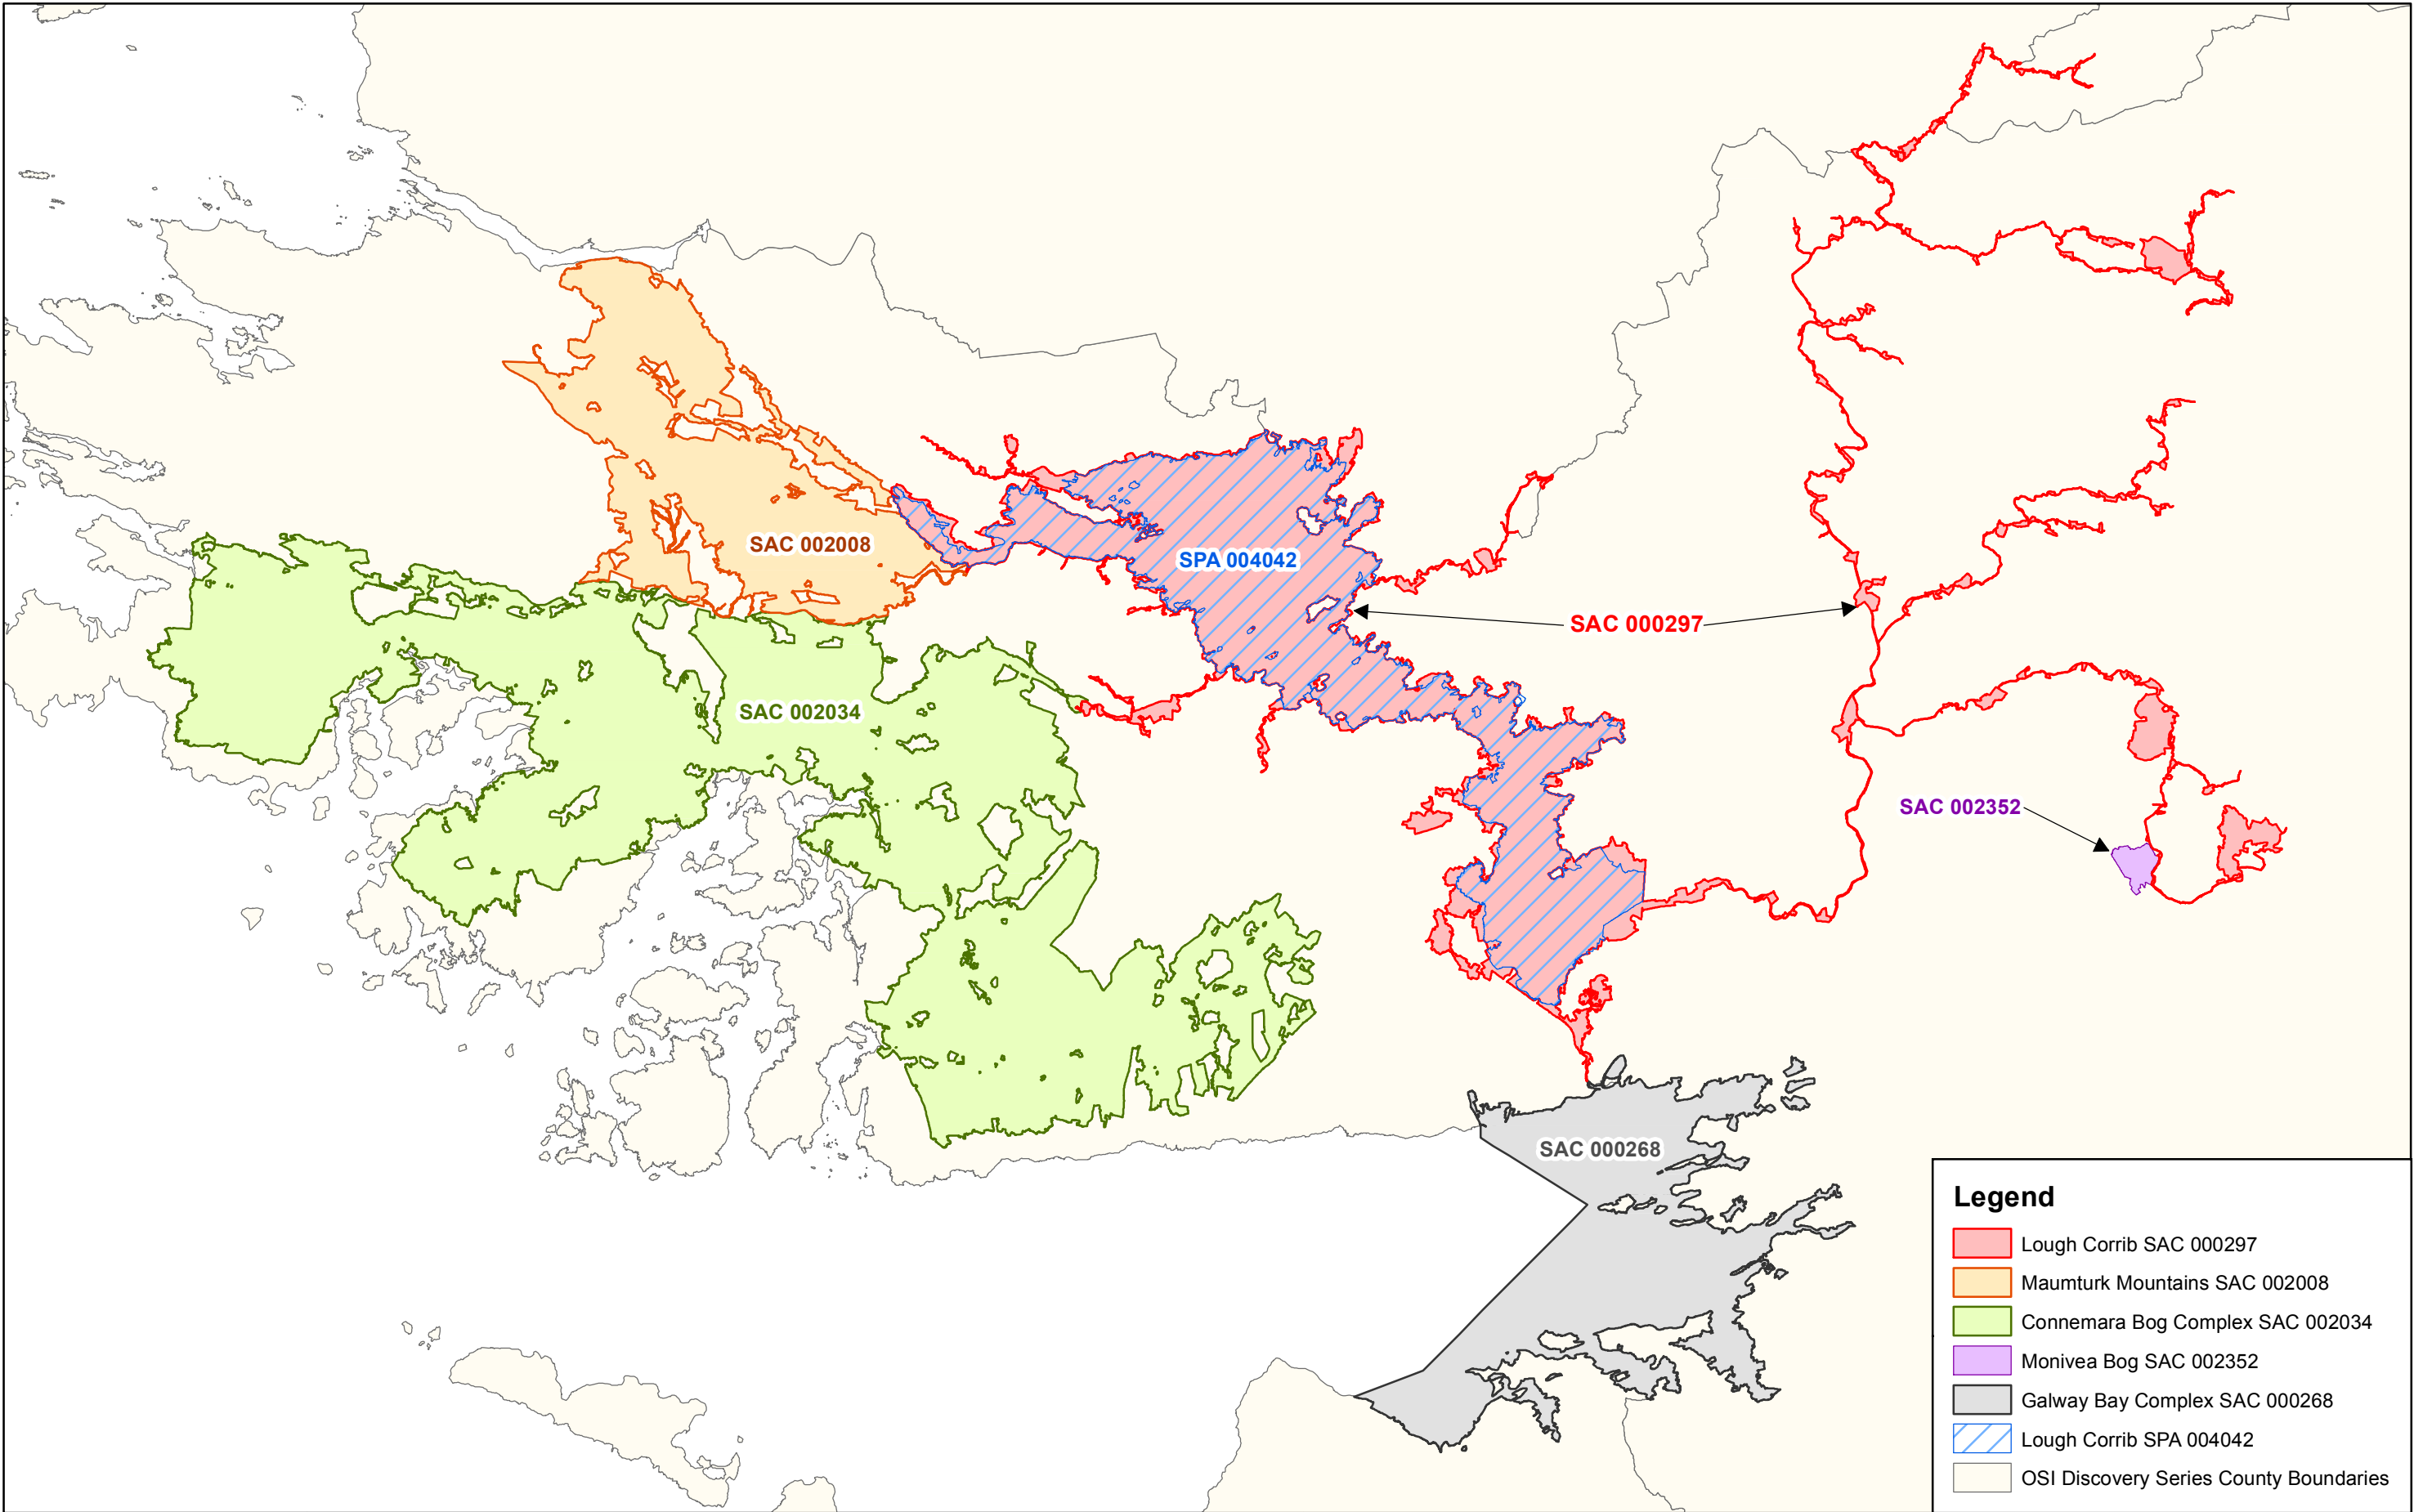 SAC 002008
SPA 004042
SAC 000297
SAC 002034
SAC 002352
SAC 000268
Legend
Lough Corrib SAC 000297
Maumturk Mountains SAC 002008
Connemara Bog Complex SAC 002034
Monivea Bog SAC 002352
Galway Bay Complex SAC 000268
Lough Corrib SPA 004042
OSI Discovery Series County Boundaries